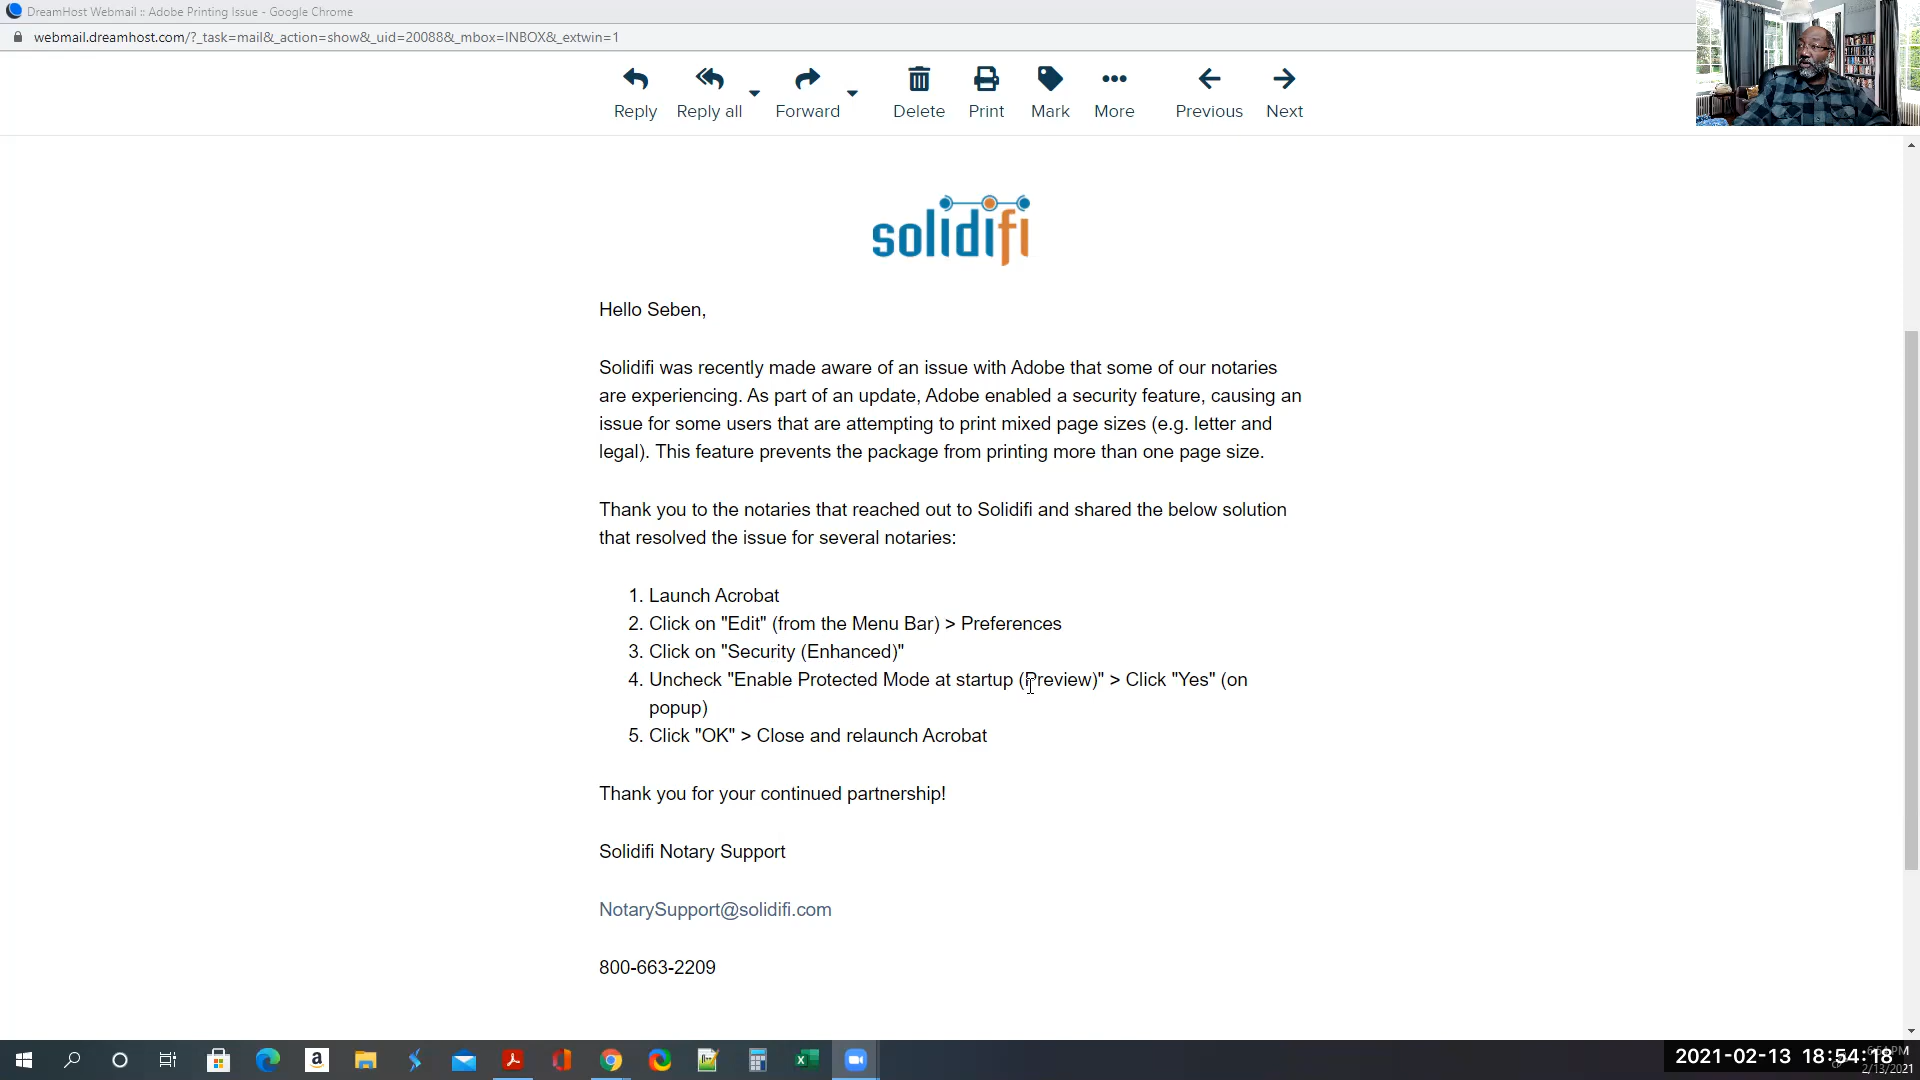 DreamHost Webmail :: Adobe Printing Issue - Google Chrome
webmail.dreamhost.com/?_task=mail&_action=show&_uid=20088&_mbox=INBOX&_extwin=1
Reply Reply all Forward Delete Print Mark More Previous Next
solidifi
Hello Seben,
Solidifi was recently made aware of an issue with Adobe that some of our notaries
are experiencing. As part of an update, Adobe enabled a security feature, causing an
issue for some users that are attempting to print mixed page sizes (e.g. letter and
legal). This feature prevents the package from printing more than one page size.
Thank you to the notaries that reached out to Solidifi and shared the below solution
that resolved the issue for several notaries:
1. Launch Acrobat
2. Click on "Edit" (from the Menu Bar) > Preferences
3. Click on "Security (Enhanced)"
4. Uncheck "Enable Protected Mode at startup (Preview)" > Click "Yes" (on
popup)
5. Click "OK" > Close and relaunch Acrobat
Thank you for your continued partnership!
Solidifi Notary Support
NotarySupport@solidifi.com
800-663-2209
2021-02-13 18:54:18
2/13/2021